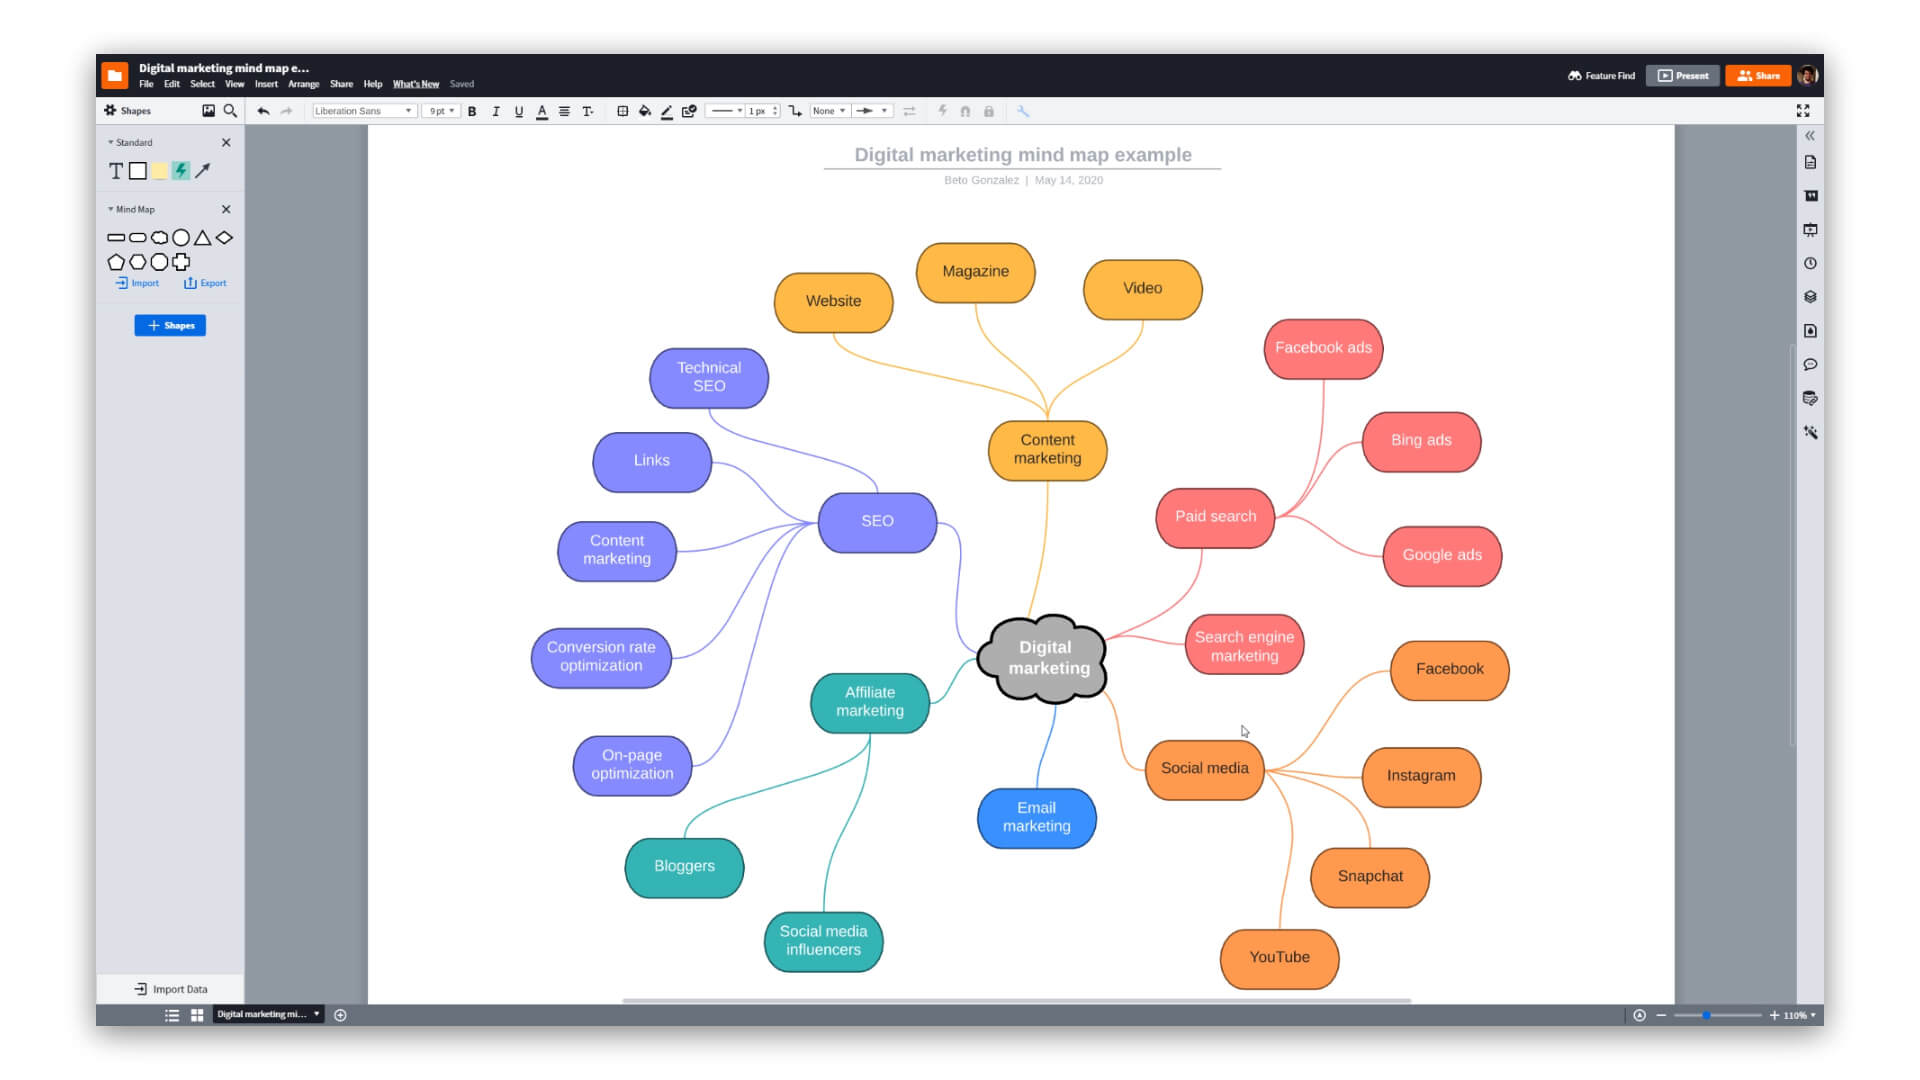 Digital marketing mind map e...
File Edit Select View Insert Arrange Share Help What's New Saved
Feature Find
Present
Share
Shapes
Liberation Sans
9 pt
B I U A T
1 px
None
Standard
T
Mind Map
Import
Export
+ Shapes
Digital marketing mind map example
Beto Gonzalez | May 14, 2020
Magazine
Video
Website
Facebook ads
Technical
SEO
Content
marketing
Bing ads
Links
Paid search
SEO
Content
marketing
Google ads
Search engine
marketing
Conversion rate
optimization
Digital
marketing
Facebook
Affiliate
marketing
On-page
optimization
Social media
Instagram
Email
marketing
Bloggers
Snapchat
Social media
influencers
YouTube
Import Data
Digital marketing mi...
110%